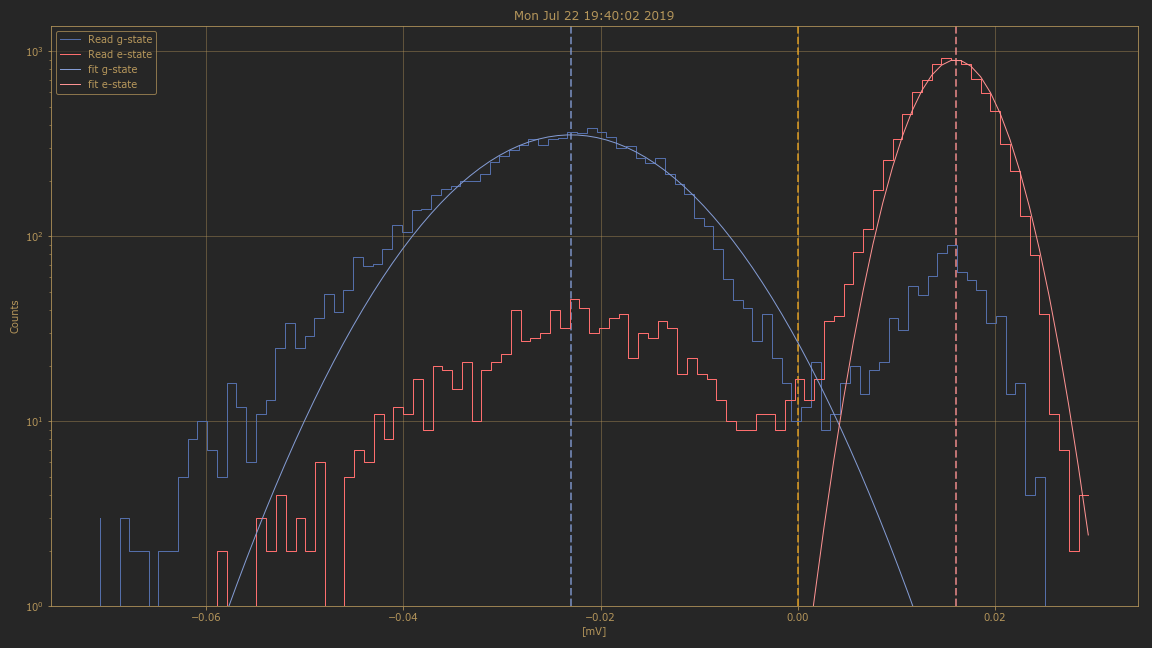 Mon Jul 22 19:40:02 2019
Read g-state
Read e-state
fit g-state
fit e-state
10³
10²
10¹
10⁰
Counts
−0.06
−0.04
−0.02
0.00
0.02
[mV]